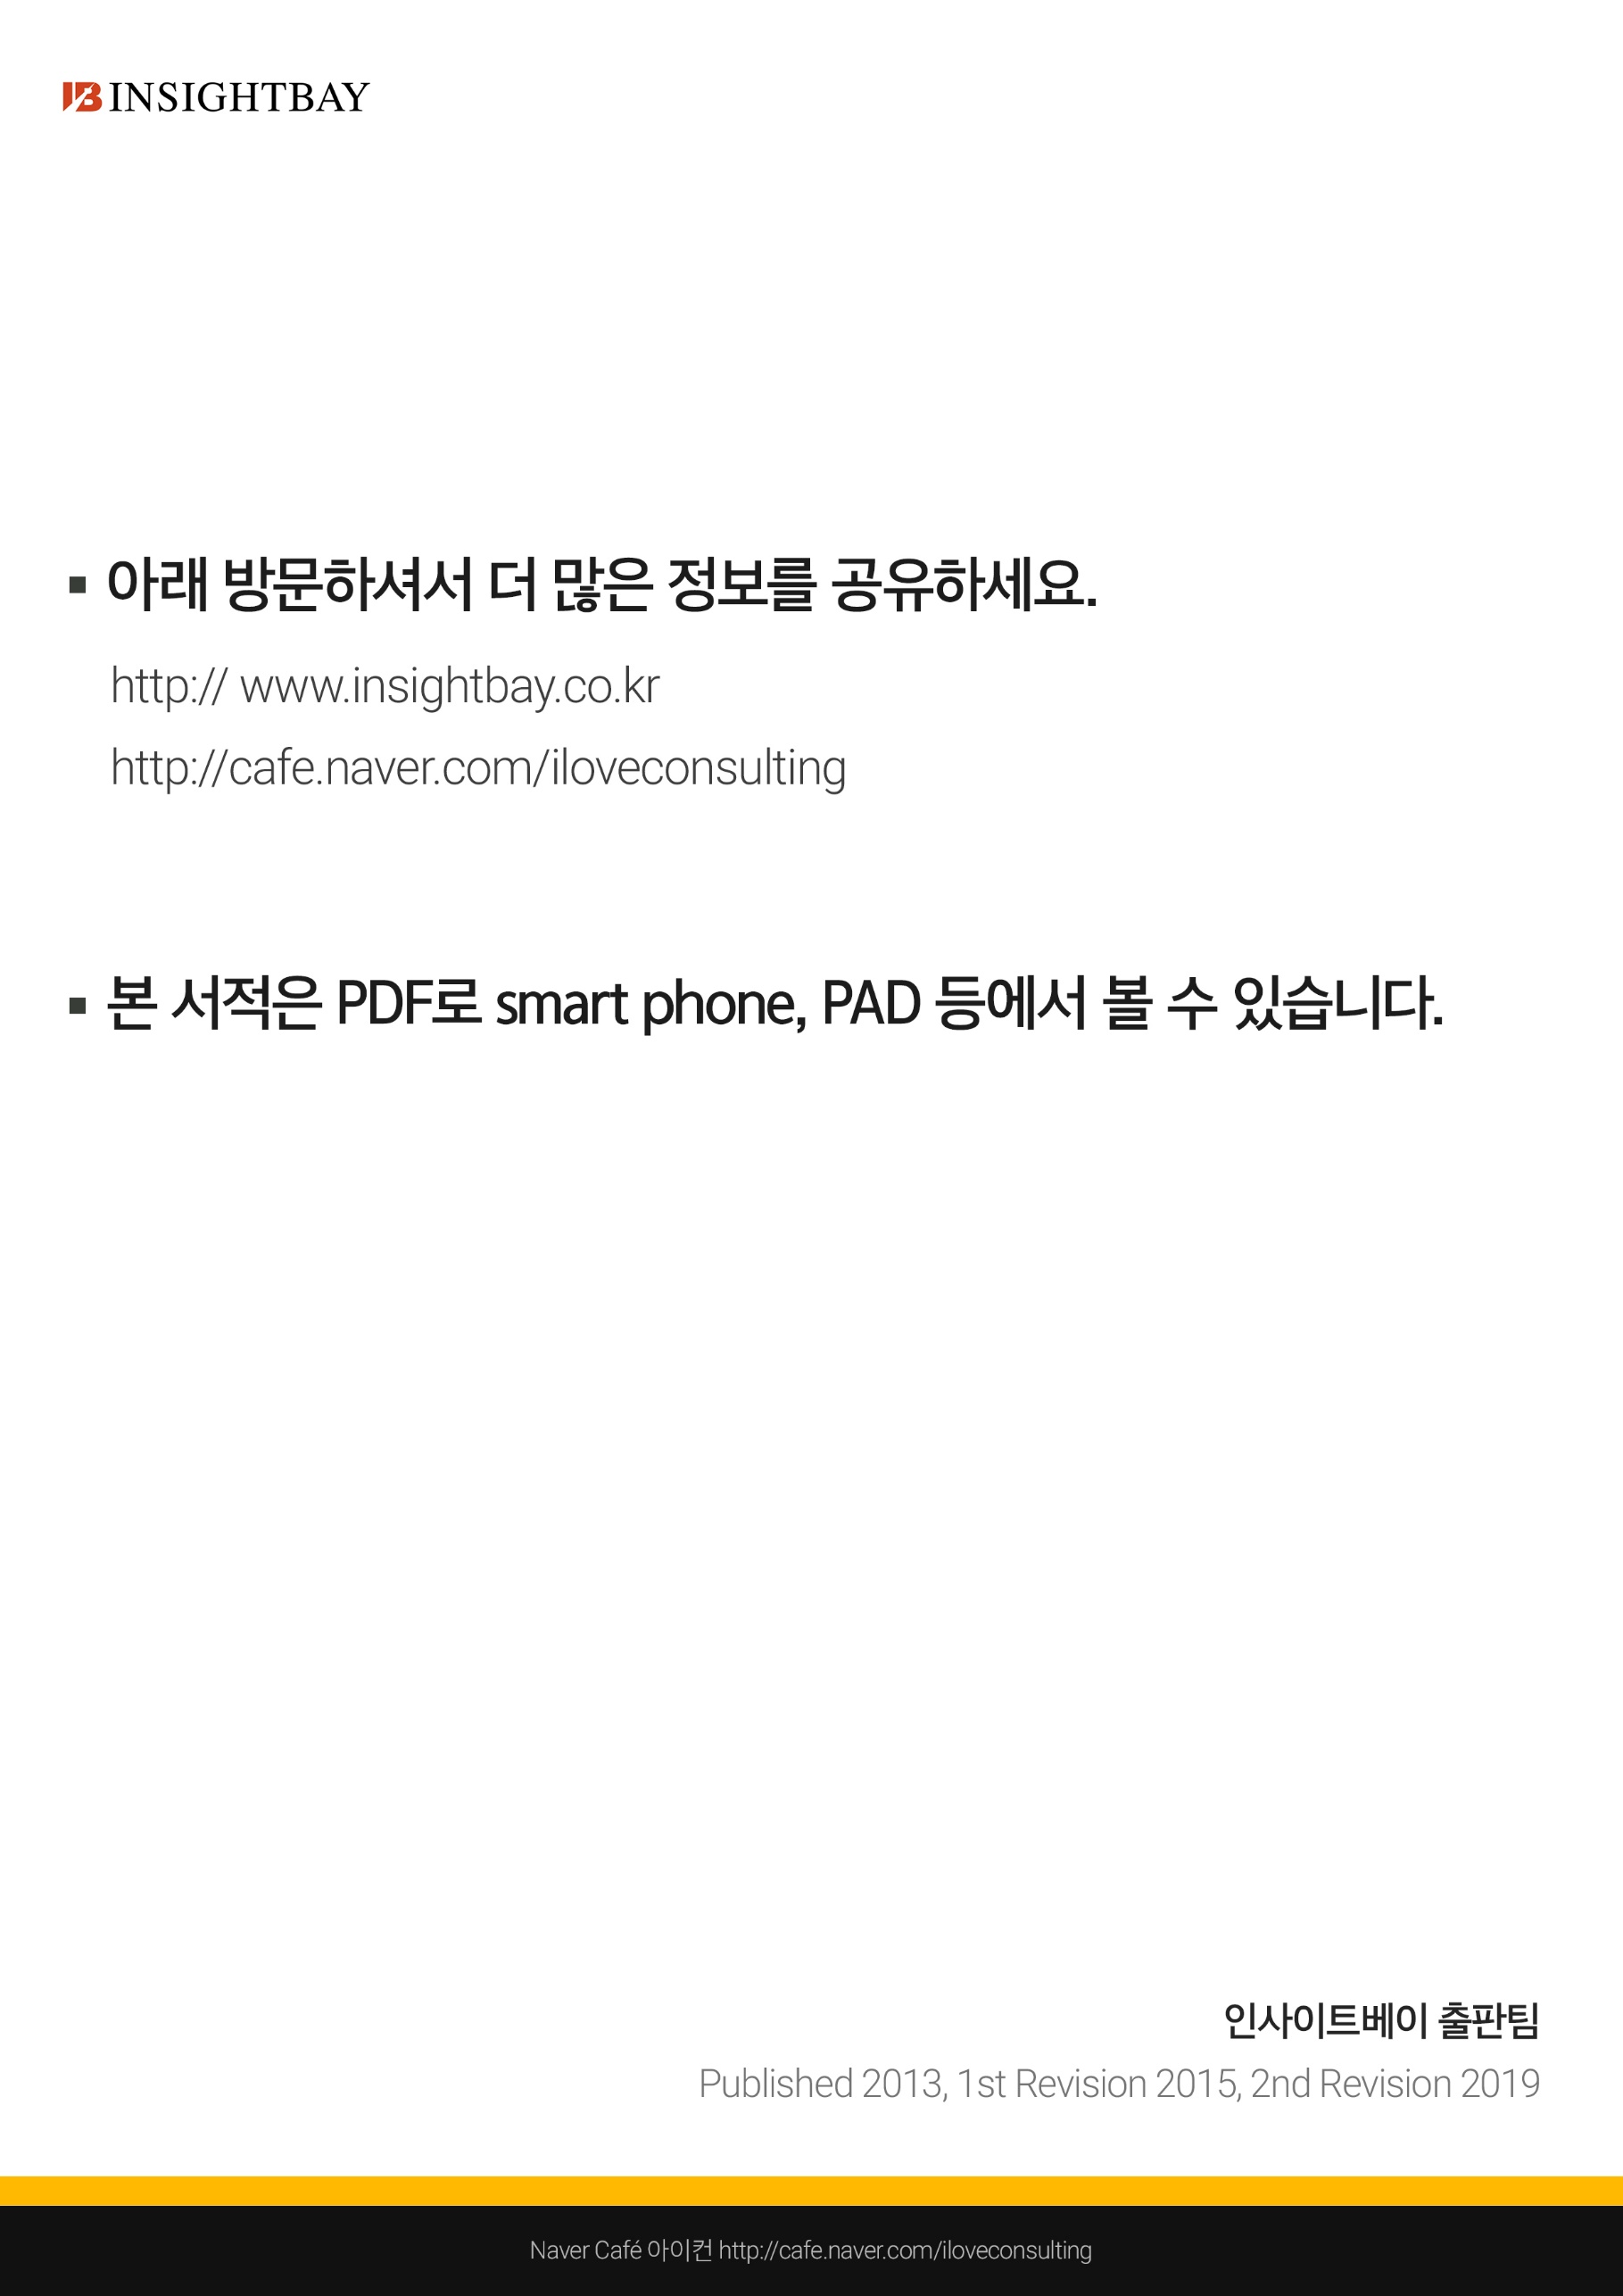 INSIGHTBAY
▪ 아래 방문하셔서 더 많은 정보를 공유하세요.
http:// www.insightbay.co.kr
http://cafe.naver.com/iloveconsulting
▪ 본 서적은 PDF로 smart phone, PAD 등에서 볼 수 있습니다.
인사이트베이 출판팀
Published 2013, 1st Revision 2015, 2nd Revision 2019
Naver Café 아이컨 http://cafe.naver.com/iloveconsulting